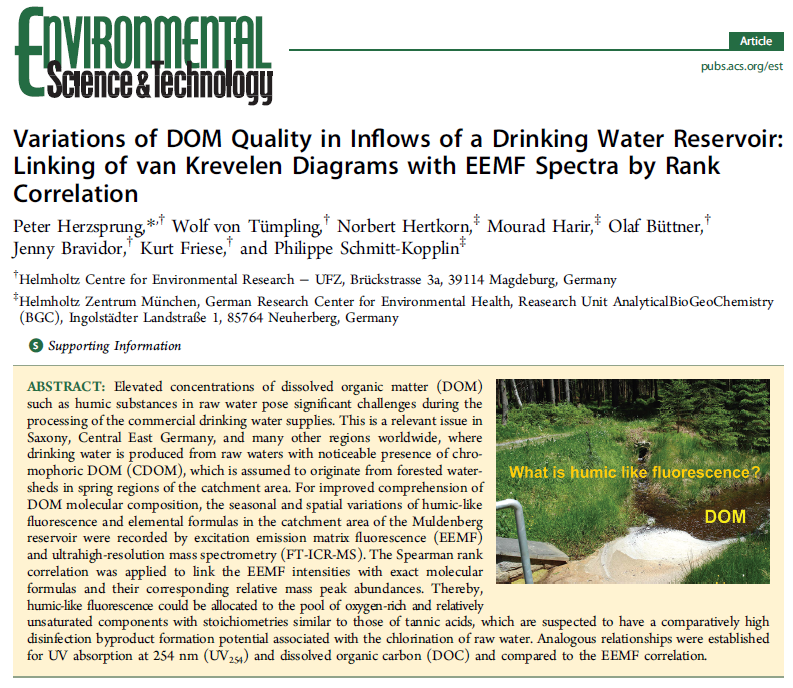 ENVIRONMENTAL
Science & Technology
Article
pubs.acs.org/est
Variations of DOM Quality in Inflows of a Drinking Water Reservoir:
Linking of van Krevelen Diagrams with EEMF Spectra by Rank
Correlation
Peter Herzsprung,*,† Wolf von Tümpling,† Norbert Hertkorn,‡ Mourad Harir,‡ Olaf Büttner,†
Jenny Bravidor,† Kurt Friese,† and Philippe Schmitt-Kopplin‡
†Helmholtz Centre for Environmental Research − UFZ, Brückstrasse 3a, 39114 Magdeburg, Germany
‡Helmholtz Zentrum München, German Research Center for Environmental Health, Reasearch Unit AnalyticalBioGeoChemistry
(BGC), Ingolstädter Landstraße 1, 85764 Neuherberg, Germany
S Supporting Information
ABSTRACT: Elevated concentrations of dissolved organic matter (DOM)
such as humic substances in raw water pose significant challenges during the
processing of the commercial drinking water supplies. This is a relevant issue in
Saxony, Central East Germany, and many other regions worldwide, where
drinking water is produced from raw waters with noticeable presence of chro-
mophoric DOM (CDOM), which is assumed to originate from forested water-
sheds in spring regions of the catchment area. For improved comprehension of
DOM molecular composition, the seasonal and spatial variations of humic-like
fluorescence and elemental formulas in the catchment area of the Muldenberg
reservoir were recorded by excitation emission matrix fluorescence (EEMF)
and ultrahigh-resolution mass spectrometry (FT-ICR-MS). The Spearman rank
correlation was applied to link the EEMF intensities with exact molecular
formulas and their corresponding relative mass peak abundances. Thereby,
humic-like fluorescence could be allocated to the pool of oxygen-rich and relatively
unsaturated components with stoichiometries similar to those of tannic acids, which are suspected to have a comparatively high
disinfection byproduct formation potential associated with the chlorination of raw water. Analogous relationships were established
for UV absorption at 254 nm (UV254) and dissolved organic carbon (DOC) and compared to the EEMF correlation.
What is humic like fluorescence?
DOM